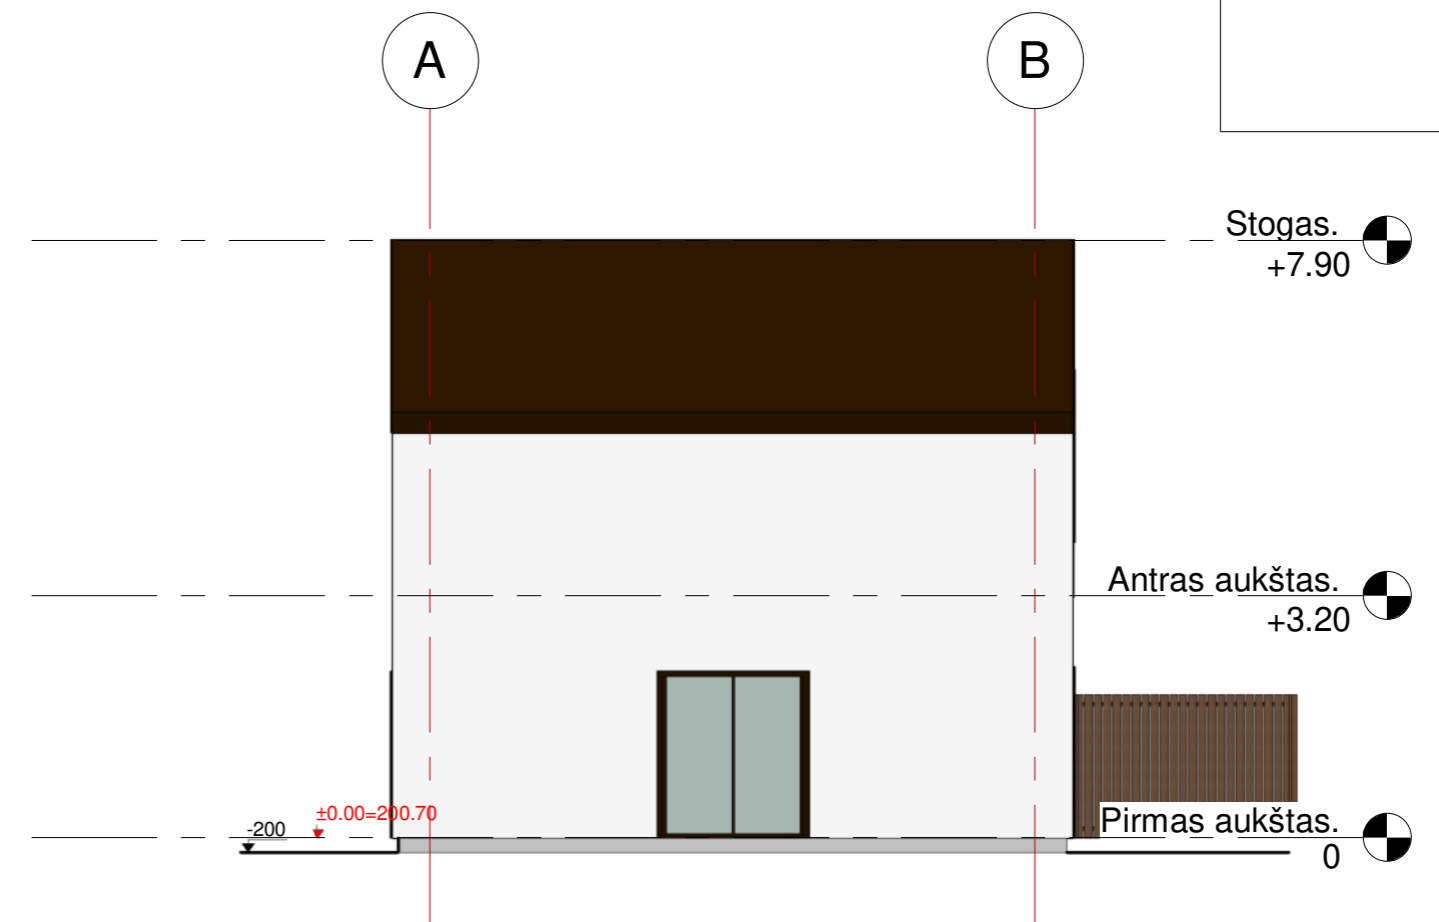 A
B
Stogas.
+7.90
Antras aukštas.
+3.20
±0.00=200.70
-200
Pirmas aukštas.
0